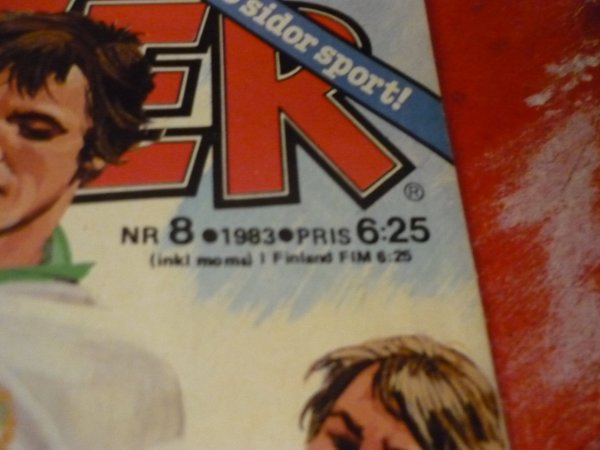 sidor sport!
ER
®
NR 8 ●1983●PRIS 6:25
(inkl moms) I Finland FIM 6:25